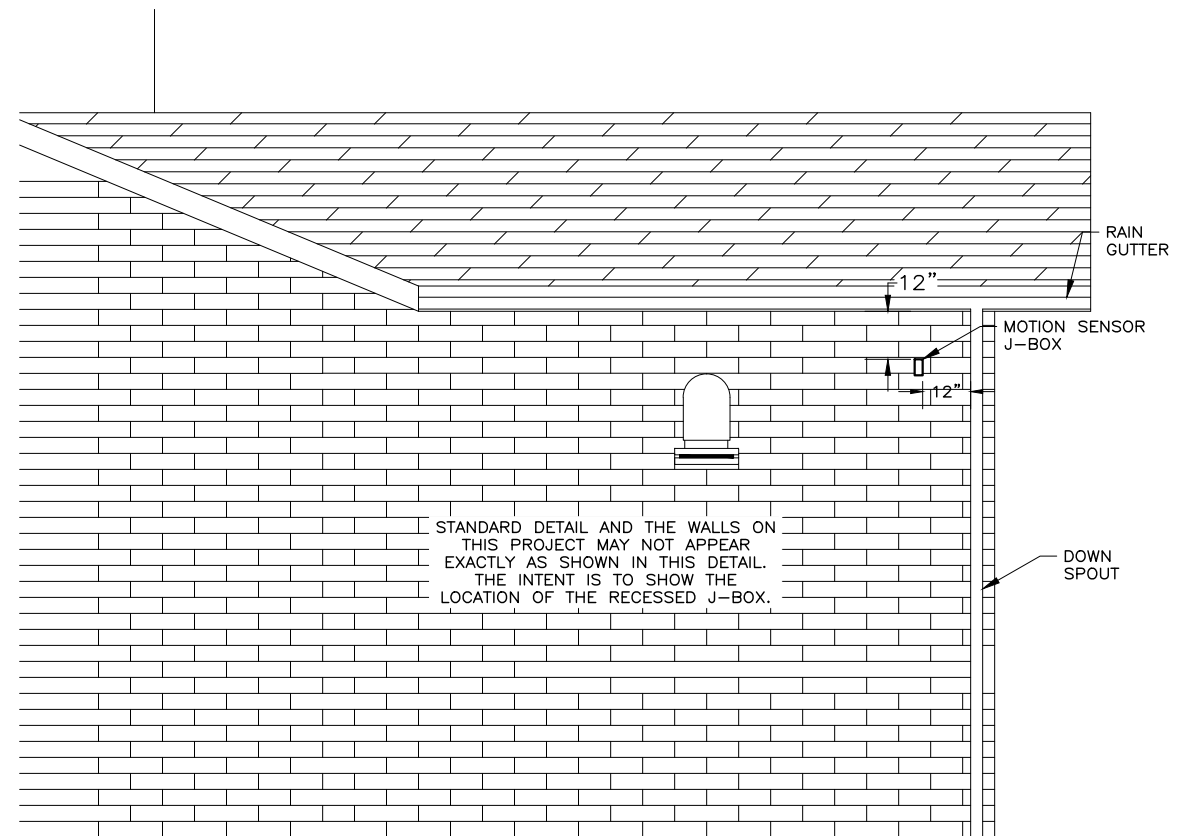 RAIN
GUTTER
12"
MOTION SENSOR
J-BOX
12"
STANDARD DETAIL AND THE WALLS ON
THIS PROJECT MAY NOT APPEAR
EXACTLY AS SHOWN IN THIS DETAIL.
THE INTENT IS TO SHOW THE
LOCATION OF THE RECESSED J-BOX.
DOWN
SPOUT